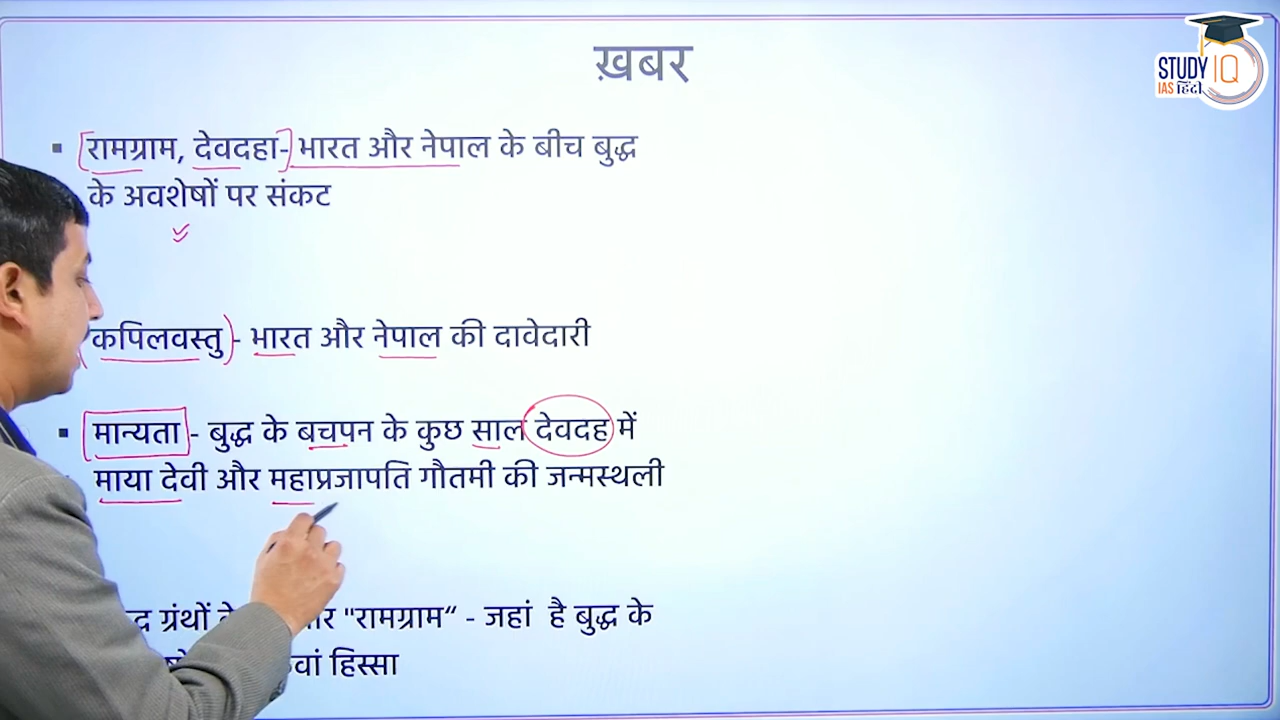 ख़बर
STUDY IQ
IAS हिंदी
रामग्राम, देवदहा- भारत और नेपाल के बीच बुद्ध
के अवशेषों पर संकट
कपिलवस्तु - भारत और नेपाल की दावेदारी
मान्यता - बुद्ध के बचपन के कुछ साल देवदह में
माया देवी और महाप्रजापति गौतमी की जन्मस्थली
ग्रंथों "रामग्राम“ - जहां है बुद्ध के
हिस्सा